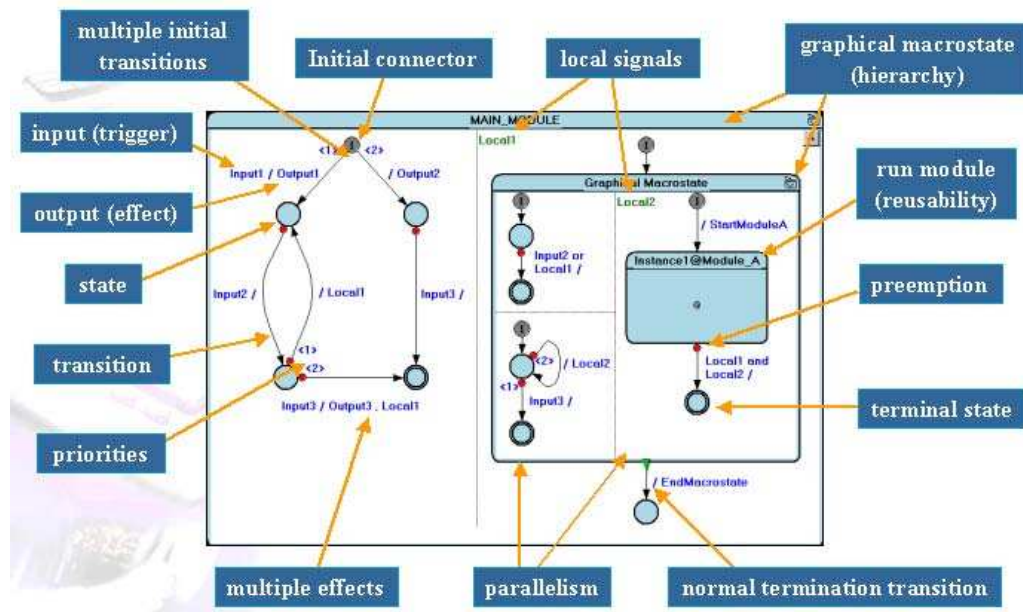 multiple initial
transitions
Initial connector
local signals
graphical macrostate
(hierarchy)
input (trigger)
output (effect)
state
transition
priorities
multiple effects
parallelism
normal termination transition
terminal state
preemption
run module
(reusability)
MAIN_MODULE
I
<1>
<2>
Input1 / Output1
/ Output2
Input2 /
/ Local1
Input3 /
<1>
<2>
Input3 / Output3 , Local1
Local1
I
Graphical Macrostate
I
Input2 or
Local1 /
I
<2>
/ Local2
<1>
Input3 /
Local2
I
/ StartModuleA
Instance1@Module_A
Local1 and
Local2 /
/ EndMacrostate